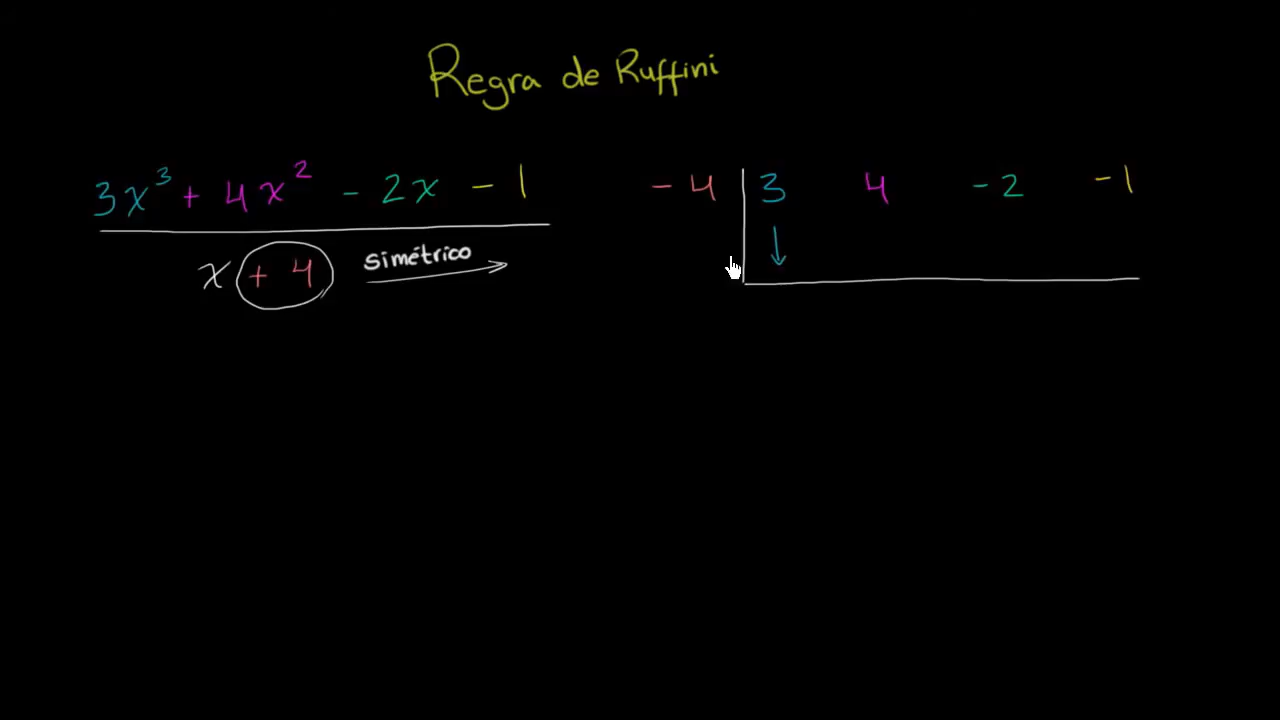 Regra de Ruffini
3x³ + 4x² - 2x - 1
x + 4 simétrico
- 4 | 3 4 - 2 - 1